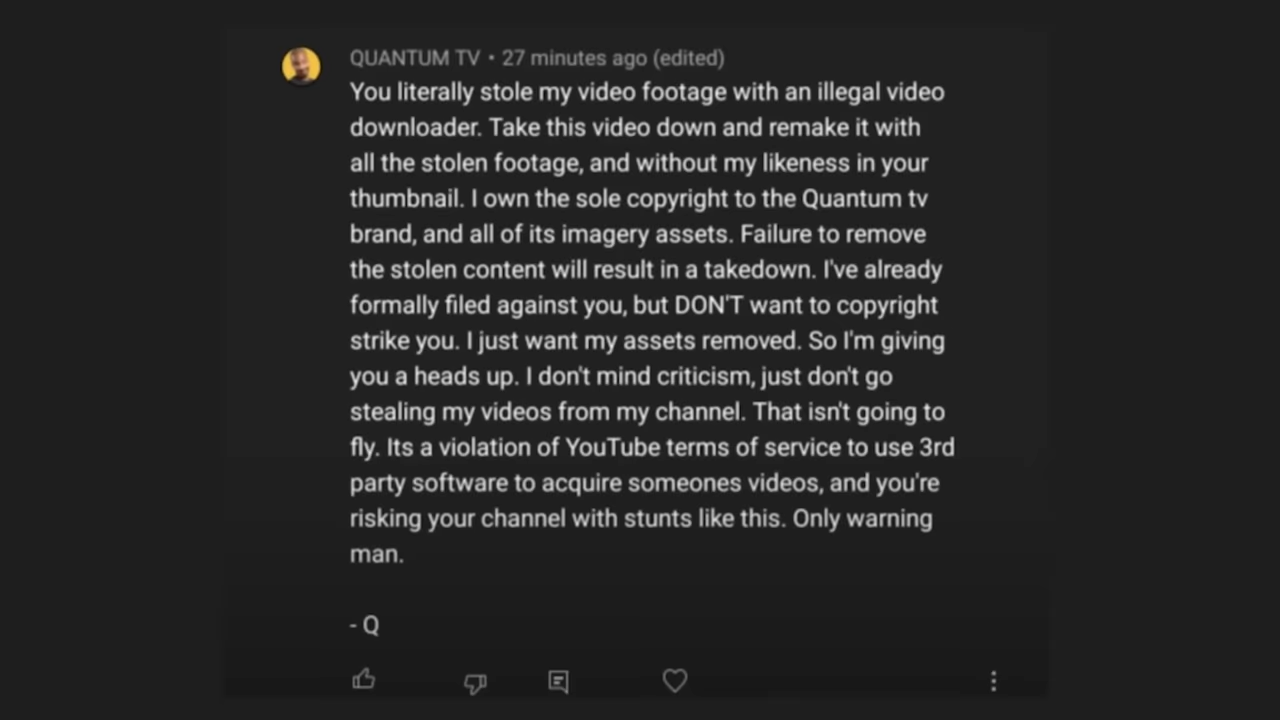 QUANTUM TV • 27 minutes ago (edited)
You literally stole my video footage with an illegal video
downloader. Take this video down and remake it with
all the stolen footage, and without my likeness in your
thumbnail. I own the sole copyright to the Quantum tv
brand, and all of its imagery assets. Failure to remove
the stolen content will result in a takedown. I've already
formally filed against you, but DON'T want to copyright
strike you. I just want my assets removed. So I'm giving
you a heads up. I don't mind criticism, just don't go
stealing my videos from my channel. That isn't going to
fly. Its a violation of YouTube terms of service to use 3rd
party software to acquire someones videos, and you're
risking your channel with stunts like this. Only warning
man.
- Q